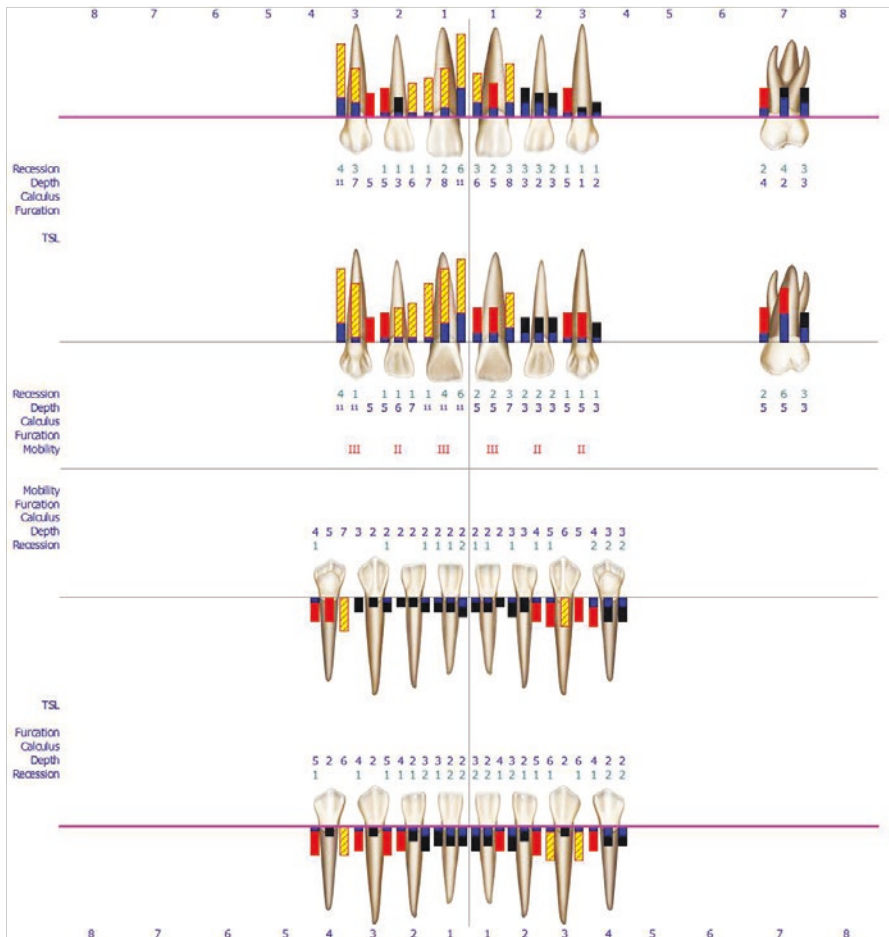 8 7 6 5 4 3 2 1 1 2 3 4 5 6 7 8
Recession 4 3 1 1 1 1 2 6 3 2 3 3 3 2 1 1 1 2 4 3
Depth 11 7 5 5 3 6 7 8 11 6 5 8 3 2 3 5 1 2 4 2 3
Calculus
Furcation
TSL
Recession 4 1 1 1 1 1 4 6 2 2 3 2 2 2 1 1 1 2 6 3
Depth 11 11 5 5 6 7 11 11 11 5 5 7 3 3 3 5 5 3 5 5 3
Calculus
Furcation
Mobility III II III III II II
Mobility
Furcation
Calculus
Depth 4 5 7 3 2 2 2 2 2 2 2 2 2 2 2 3 3 4 5 6 5 4 3 3
Recession 1 1 1 1 1 2 1 1 1 1 1 2 2 2
TSL
Furcation
Calculus
Depth 5 2 6 4 2 5 4 2 3 3 2 2 3 2 4 3 2 5 6 2 6 4 2 2
Recession 1 1 1 2 1 2 1 2 2 2 2 1 2 1 1 1 1 1 2 2
8 7 6 5 4 3 2 1 1 2 3 4 5 6 7 8